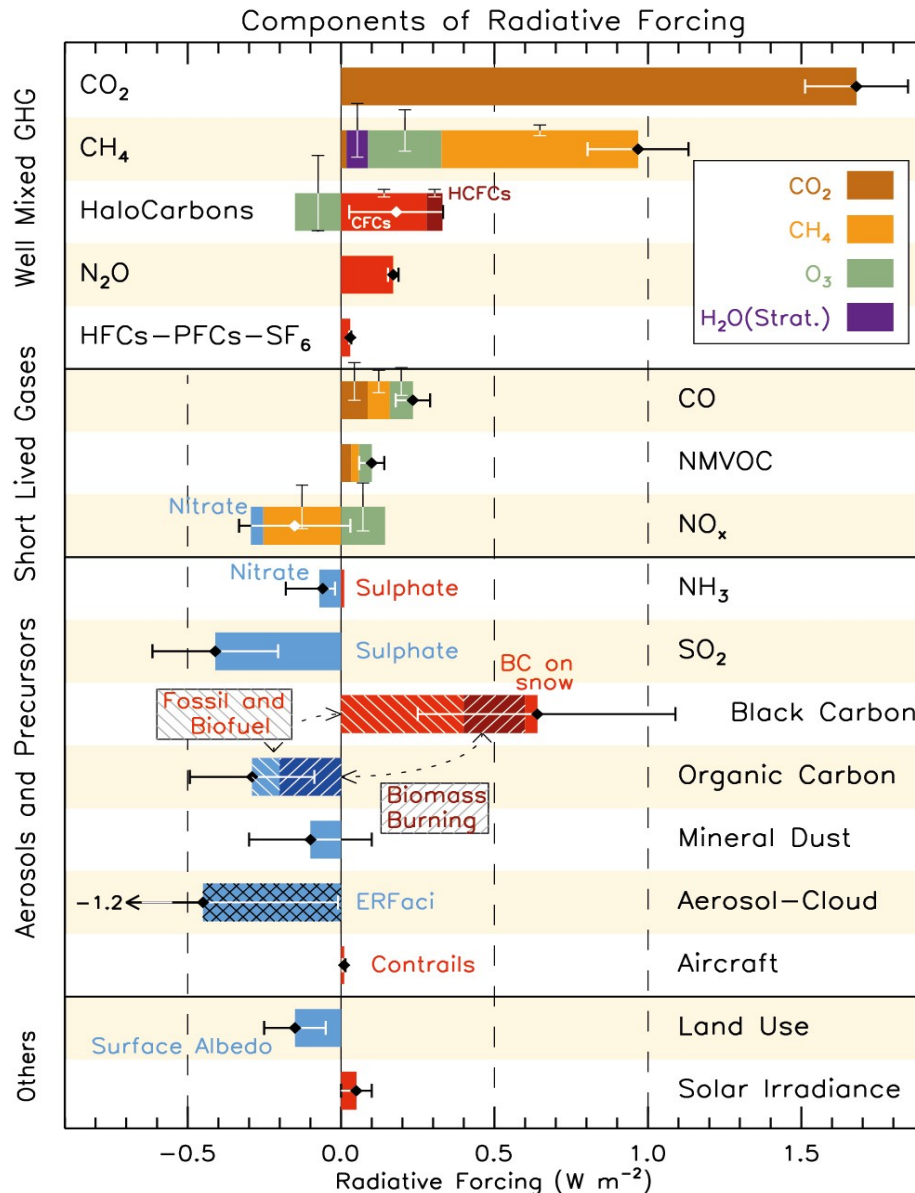 Components of Radiative Forcing
Well Mixed GHG
CO₂
CH₄
HaloCarbons
CFCs
HCFCs
N₂O
HFCs–PFCs–SF₆
CO₂
CH₄
O₃
H₂O(Strat.)
Short Lived Gases
CO
NMVOC
Nitrate
NOₓ
Aerosols and Precursors
Nitrate
Sulphate
NH₃
Sulphate
SO₂
BC on
snow
Fossil and
Biofuel
Black Carbon
Organic Carbon
Biomass
Burning
Mineral Dust
−1.2
ERFaci
Aerosol–Cloud
Contrails
Aircraft
Others
Land Use
Surface Albedo
Solar Irradiance
−0.5 0.0 0.5 1.0 1.5
Radiative Forcing (W m⁻²)